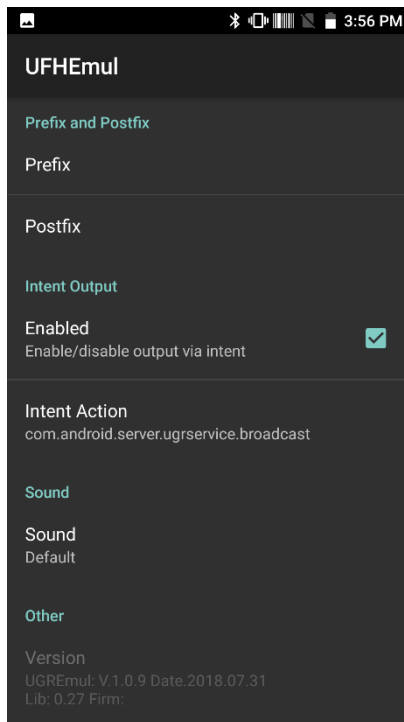 3:56 PM
UFHEmul
Prefix and Postfix
Prefix
Postfix
Intent Output
Enabled
Enable/disable output via intent
Intent Action
com.android.server.ugrservice.broadcast
Sound
Sound
Default
Other
Version
UGREmul: V.1.0.9 Date.2018.07.31
Lib: 0.27 Firm: